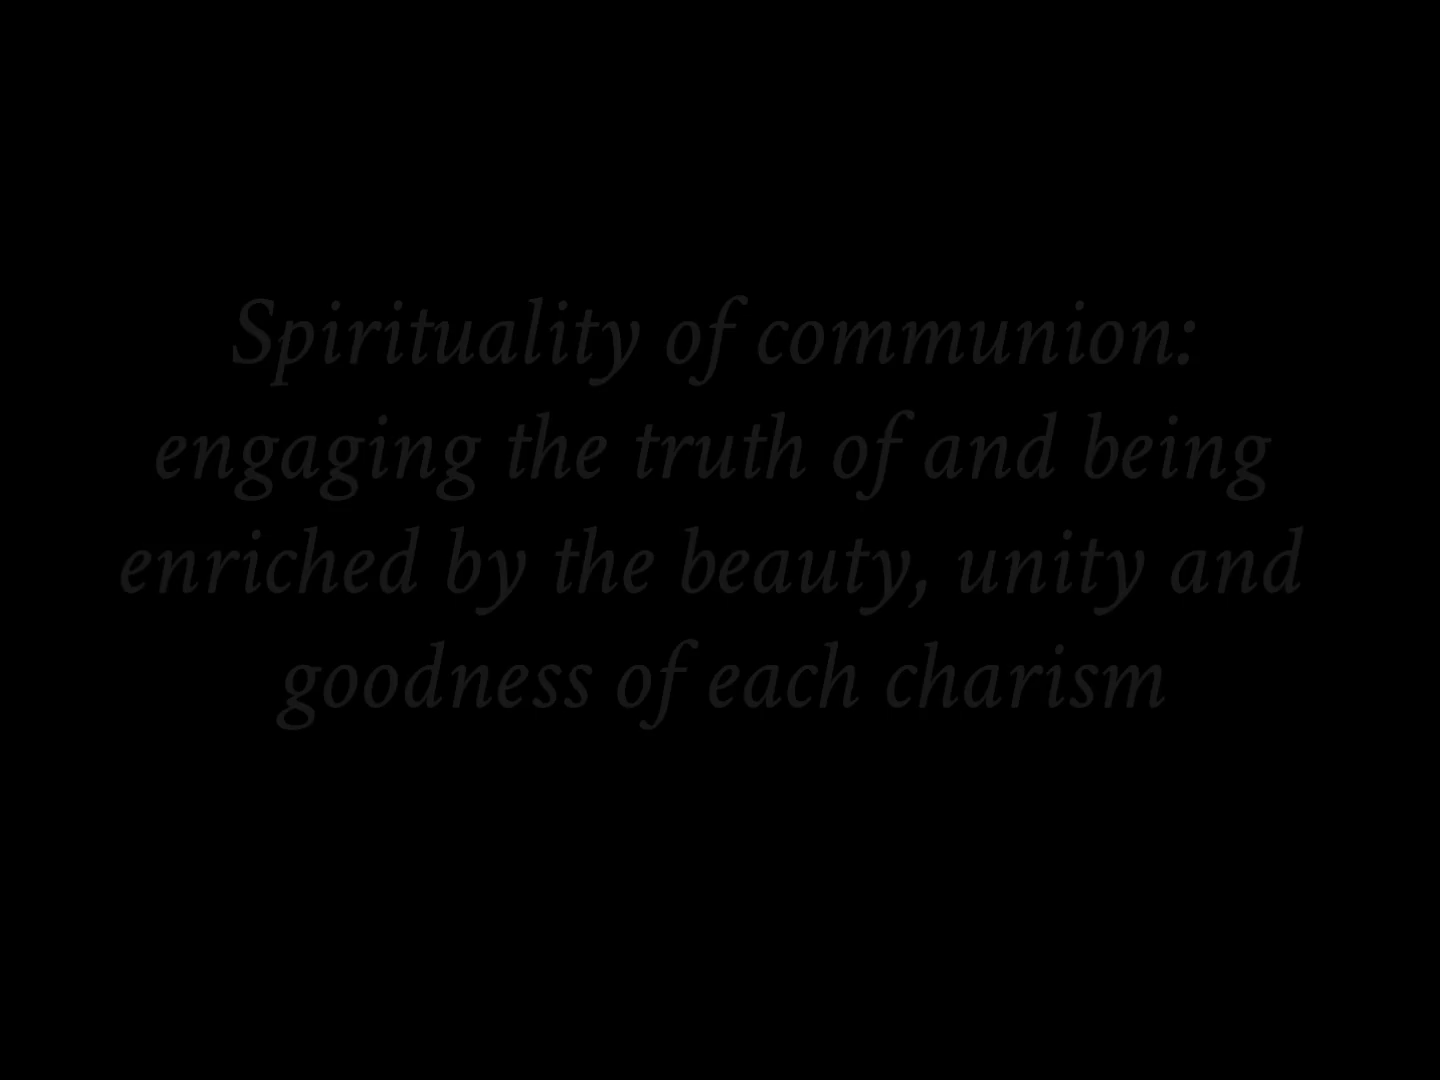 Spirituality of communion:
engaging the truth of and being
enriched by the beauty, unity and
goodness of each charism